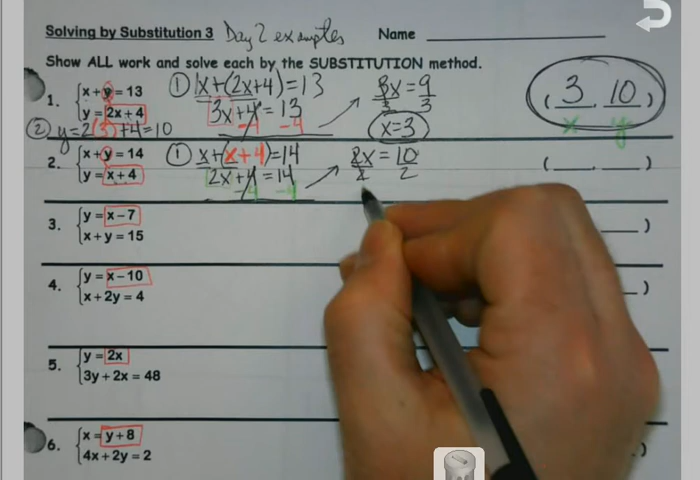 Solving by Substitution 3 Day 2 examples Name
Show ALL work and solve each by the SUBSTITUTION method.
1. x + y = 13 ① x+(2x+4)=13 3x = 9 ( 3 , 10 )
y = 2x + 4 3x+4 = 13 3 3 x y
-4 -4 x=3
② y=2(3)+4=10
2. x + y = 14 ① x+(x+4)=14 2x = 10 ( , )
y = x + 4 2x+4 = 14 2 2
-4 -4
3. y = x - 7
x + y = 15 )
4. y = x - 10
x + 2y = 4 )
5. y = 2x
3y + 2x = 48
6. x = y + 8
4x + 2y = 2 )